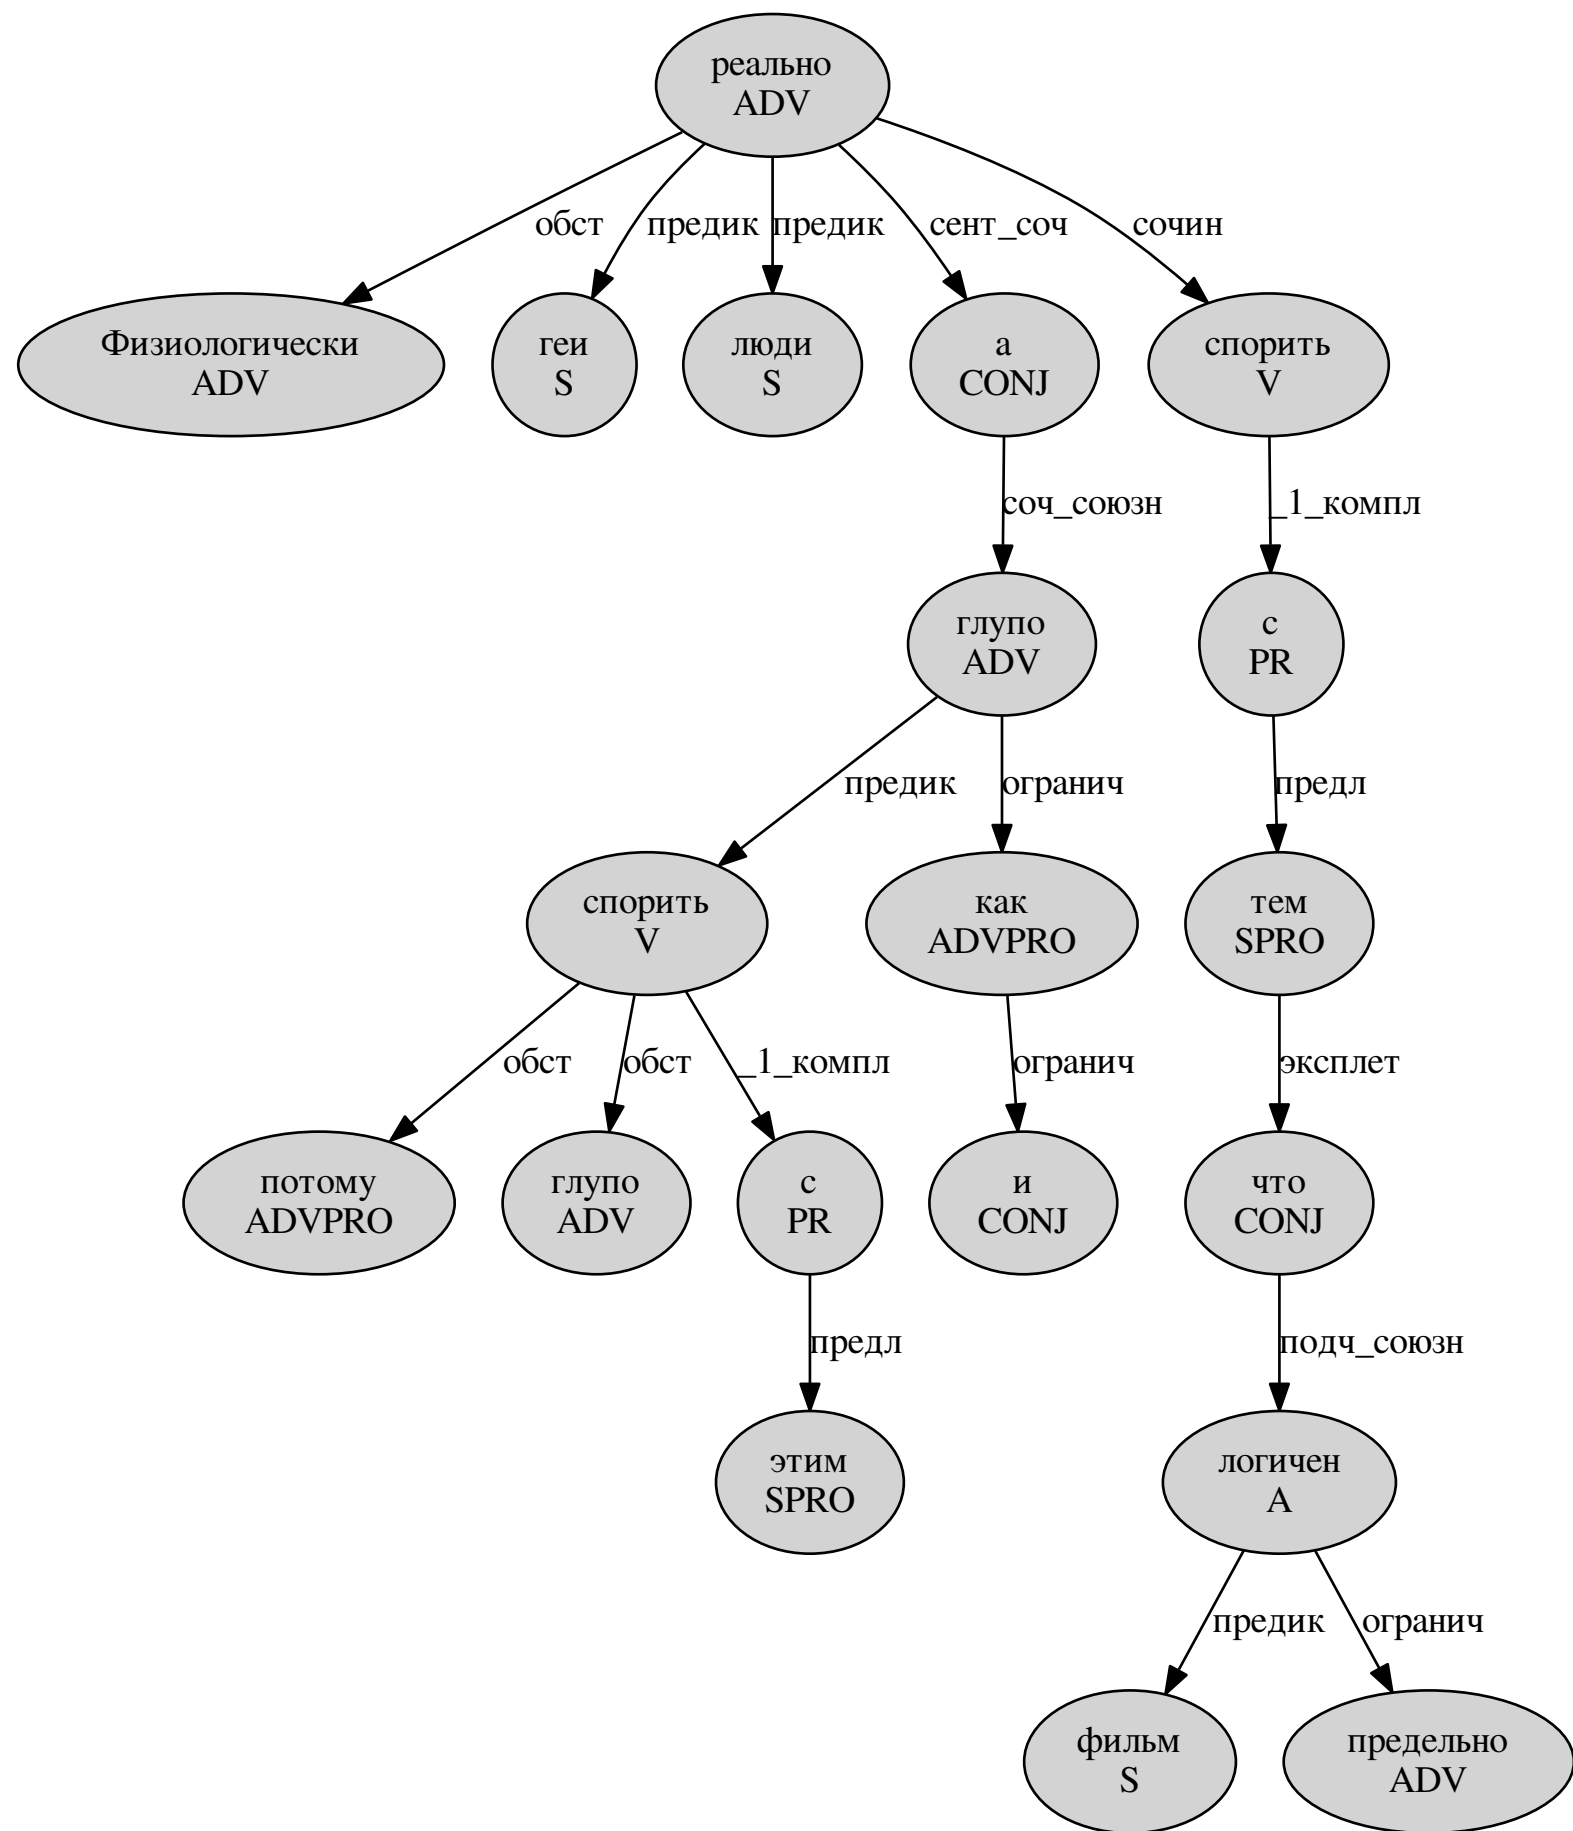 реально
ADV
обст
предик
предик
сент_соч
сочин
Физиологически
ADV
геи
S
люди
S
а
CONJ
спорить
V
соч_союзн
_1_компл
глупо
ADV
с
PR
предик
огранич
предл
спорить
V
как
ADVPRO
тем
SPRO
обст
обст
_1_компл
огранич
эксплет
потому
ADVPRO
глупо
ADV
с
PR
и
CONJ
что
CONJ
предл
подч_союзн
этим
SPRO
логичен
A
предик
огранич
фильм
S
предельно
ADV